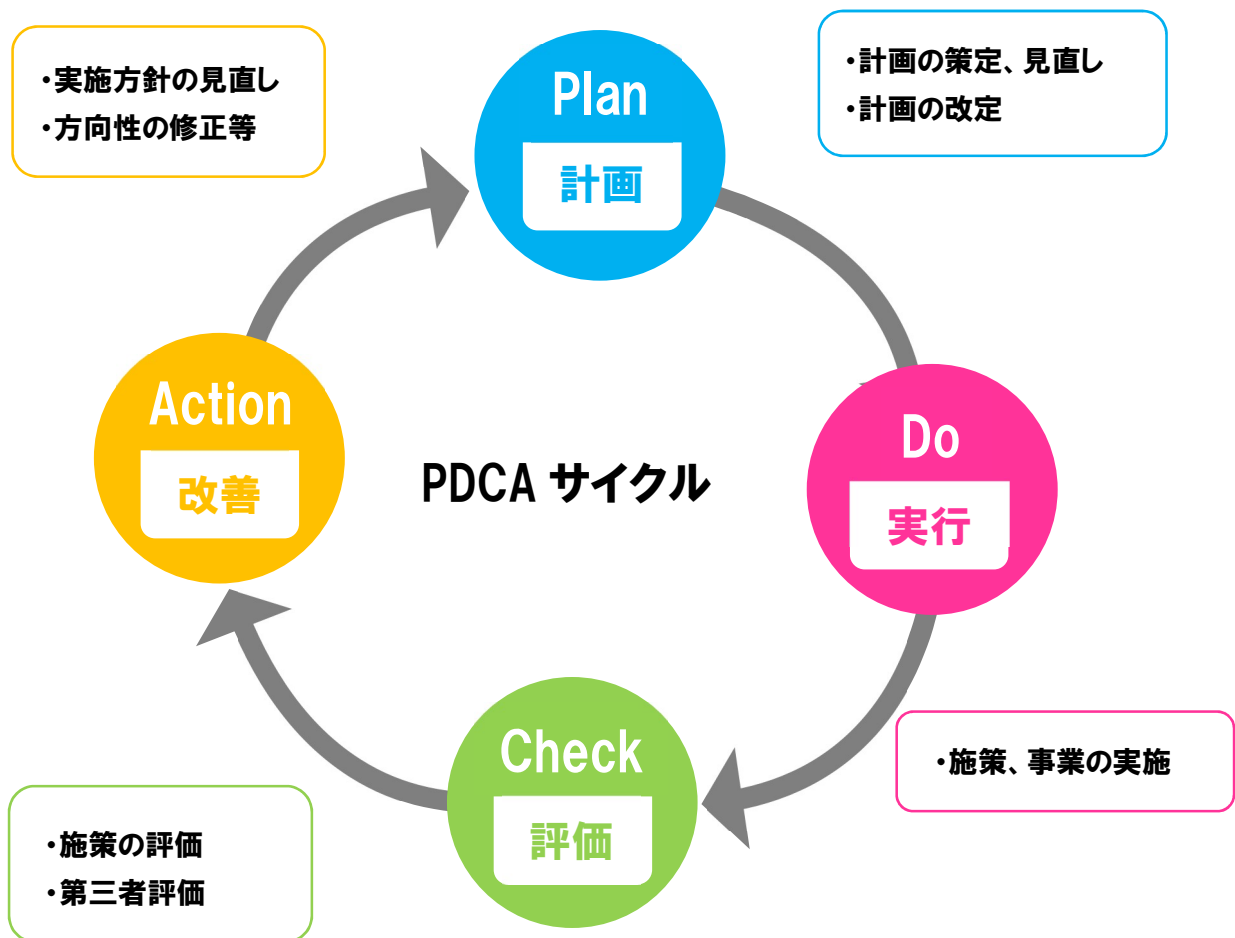 ・実施方針の見直し
・方向性の修正等
Plan
計画
・計画の策定、見直し
・計画の改定
Action
改善
PDCA サイクル
Do
実行
Check
評価
・施策、事業の実施
・施策の評価
・第三者評価